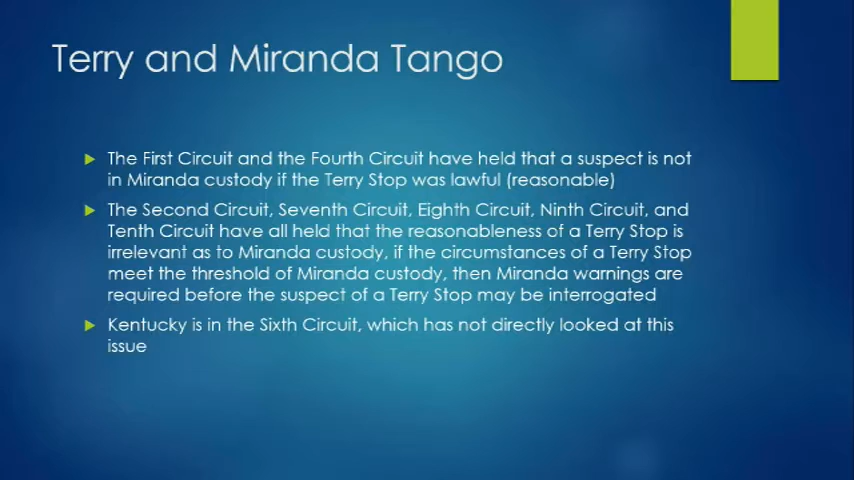 Terry and Miranda Tango
The First Circuit and the Fourth Circuit have held that a suspect is not
in Miranda custody if the Terry Stop was lawful (reasonable)
The Second Circuit, Seventh Circuit, Eighth Circuit, Ninth Circuit, and
Tenth Circuit have all held that the reasonableness of a Terry Stop is
irrelevant as to Miranda custody, if the circumstances of a Terry Stop
meet the threshold of Miranda custody, then Miranda warnings are
required before the suspect of a Terry Stop may be interrogated
Kentucky is in the Sixth Circuit, which has not directly looked at this
issue